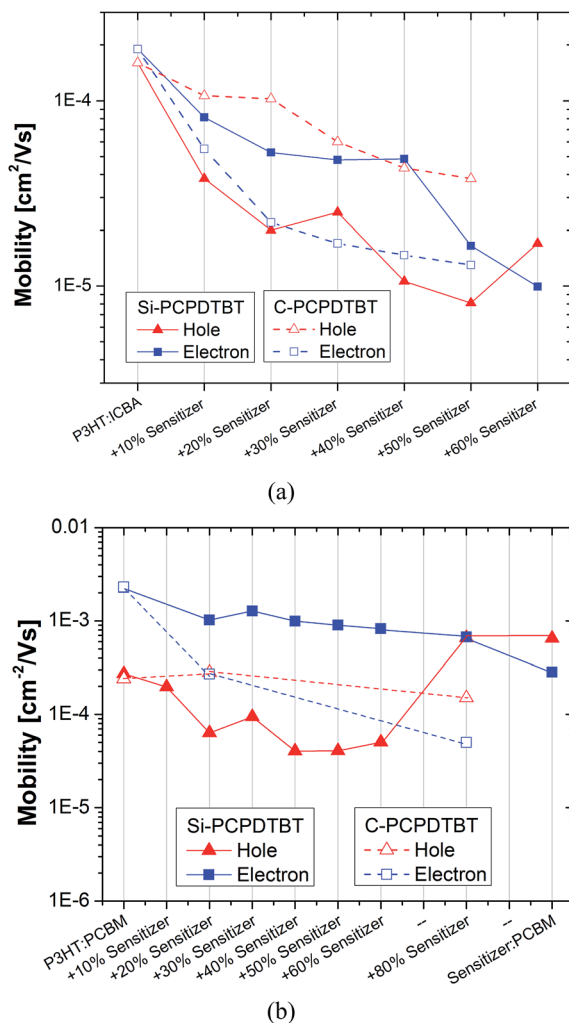 Mobility [cm²/Vs]
1E-4
1E-5
Si-PCPDTBT
Hole
Electron
C-PCPDTBT
Hole
Electron
P3HT:ICBA
+10% Sensitizer
+20% Sensitizer
+30% Sensitizer
+40% Sensitizer
+50% Sensitizer
+60% Sensitizer
(a)
Mobility [cm⁻²/Vs]
0.01
1E-3
1E-4
1E-5
1E-6
Si-PCPDTBT
Hole
Electron
C-PCPDTBT
Hole
Electron
P3HT:PCBM
+10% Sensitizer
+20% Sensitizer
+30% Sensitizer
+40% Sensitizer
+50% Sensitizer
+60% Sensitizer
--
+80% Sensitizer
--
Sensitizer:PCBM
(b)